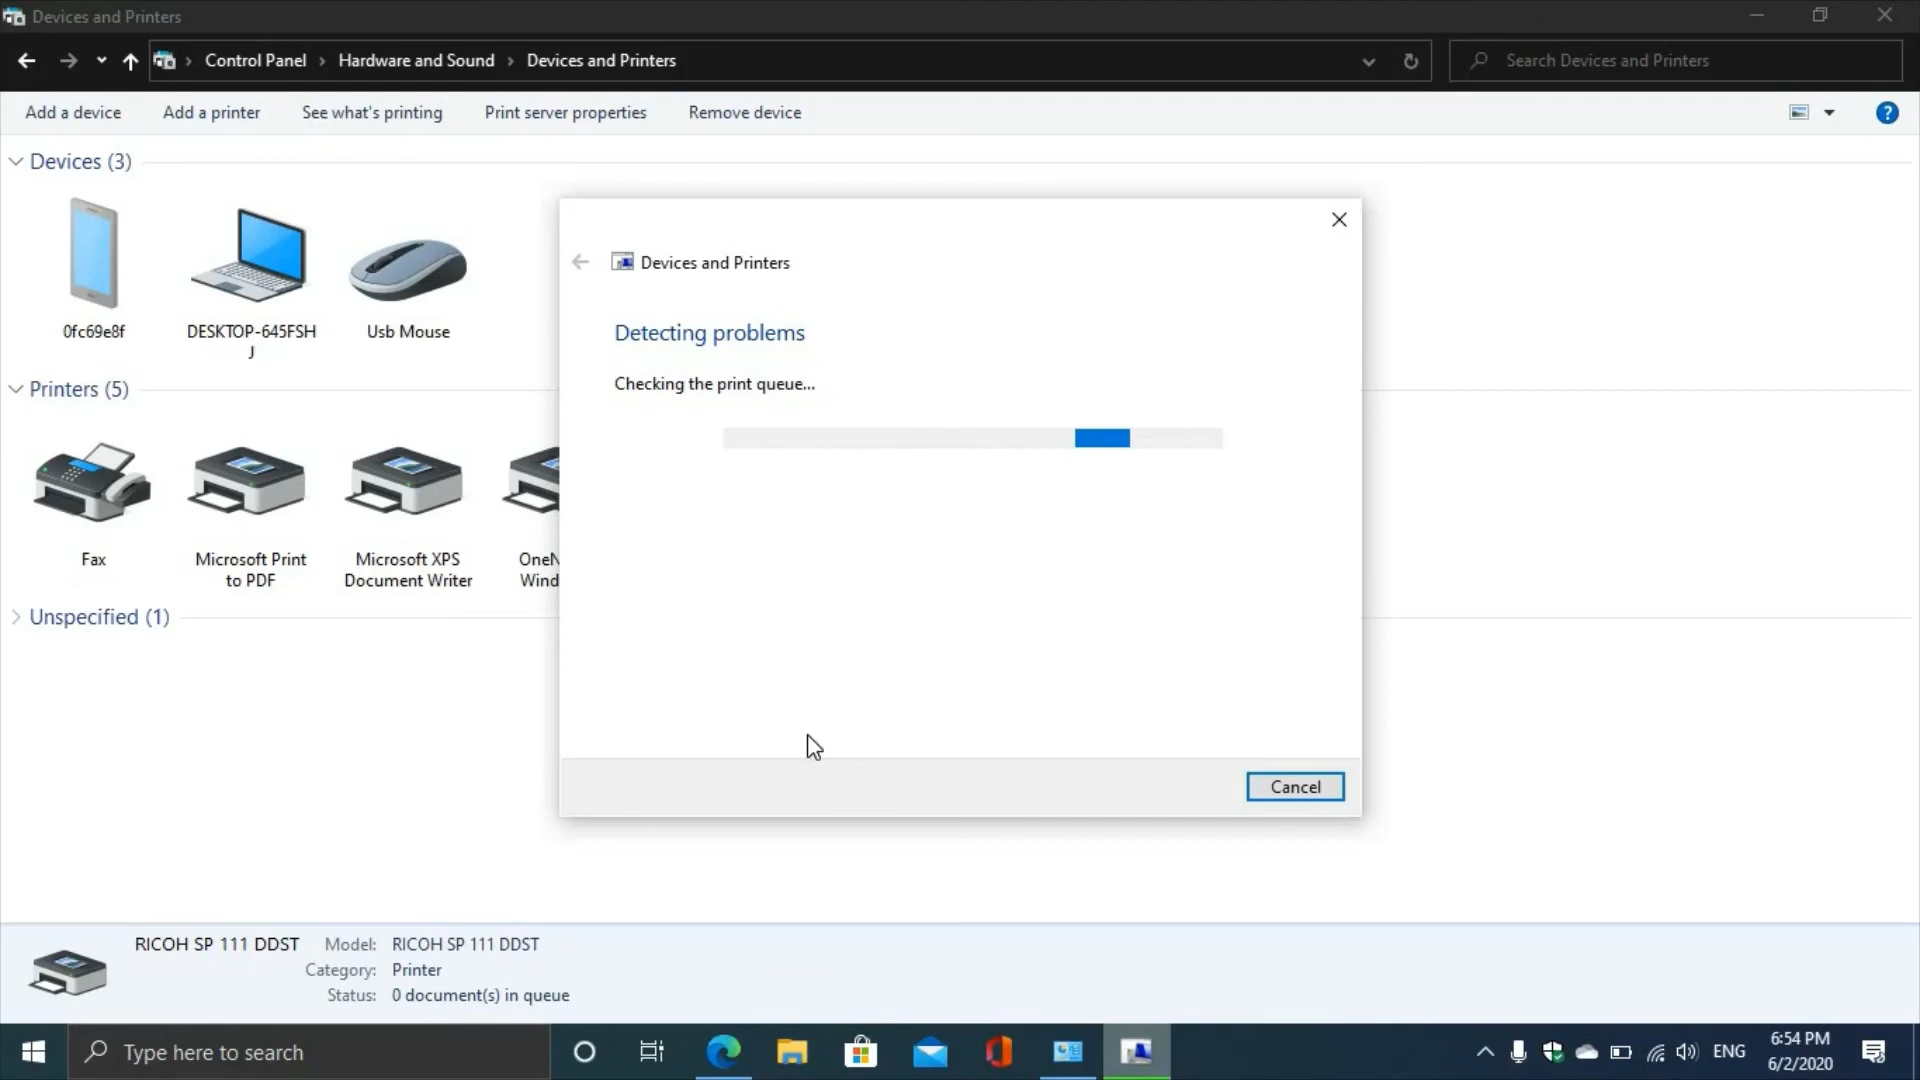 Devices and Printers
Control Panel › Hardware and Sound › Devices and Printers
Search Devices and Printers
Add a device
Add a printer
See what's printing
Print server properties
Remove device
?
Devices (3)
0fc69e8f
DESKTOP-645FSH
J
Usb Mouse
Printers (5)
Fax
Microsoft Print
to PDF
Microsoft XPS
Document Writer
OneN
Wind
Unspecified (1)
Devices and Printers
Detecting problems
Checking the print queue...
Cancel
RICOH SP 111 DDST
Model: RICOH SP 111 DDST
Category: Printer
Status: 0 document(s) in queue
Type here to search
ENG
6:54 PM
6/2/2020